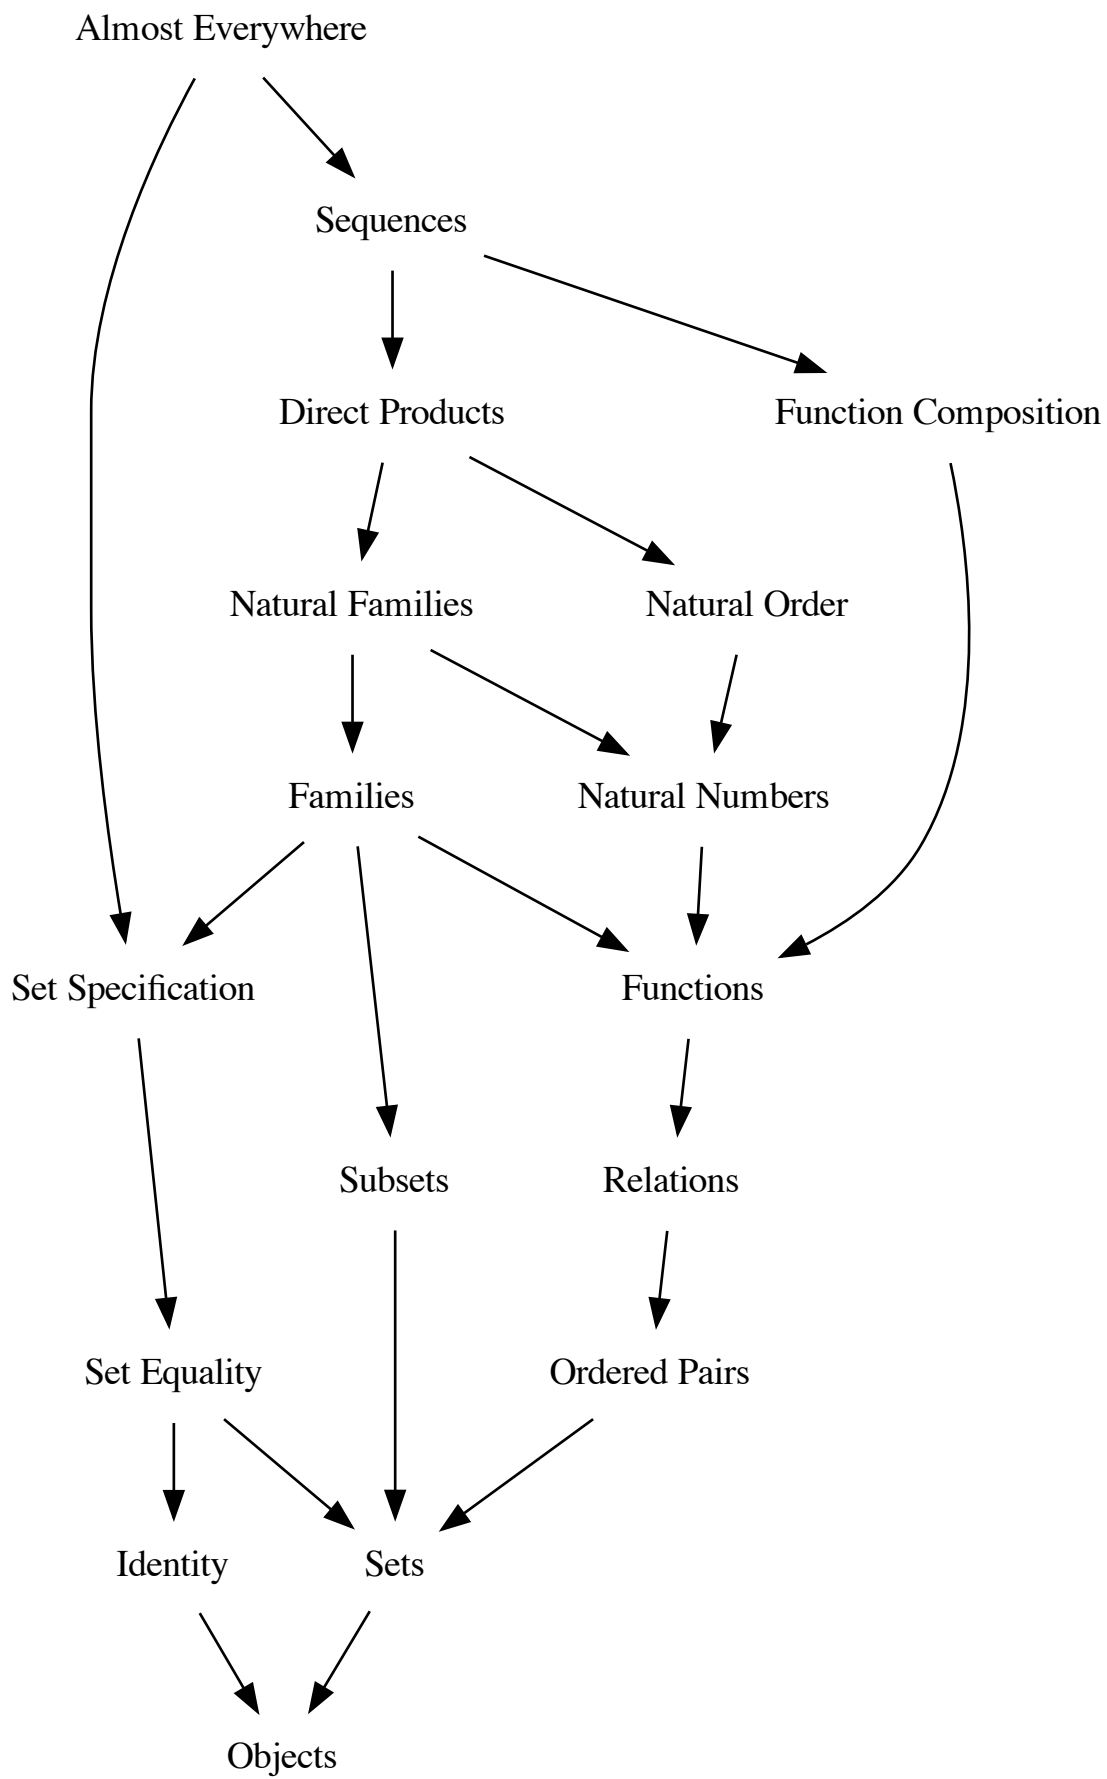 Almost Everywhere
Sequences
Direct Products
Function Composition
Natural Families
Natural Order
Families
Natural Numbers
Set Specification
Functions
Subsets
Relations
Set Equality
Ordered Pairs
Identity
Sets
Objects